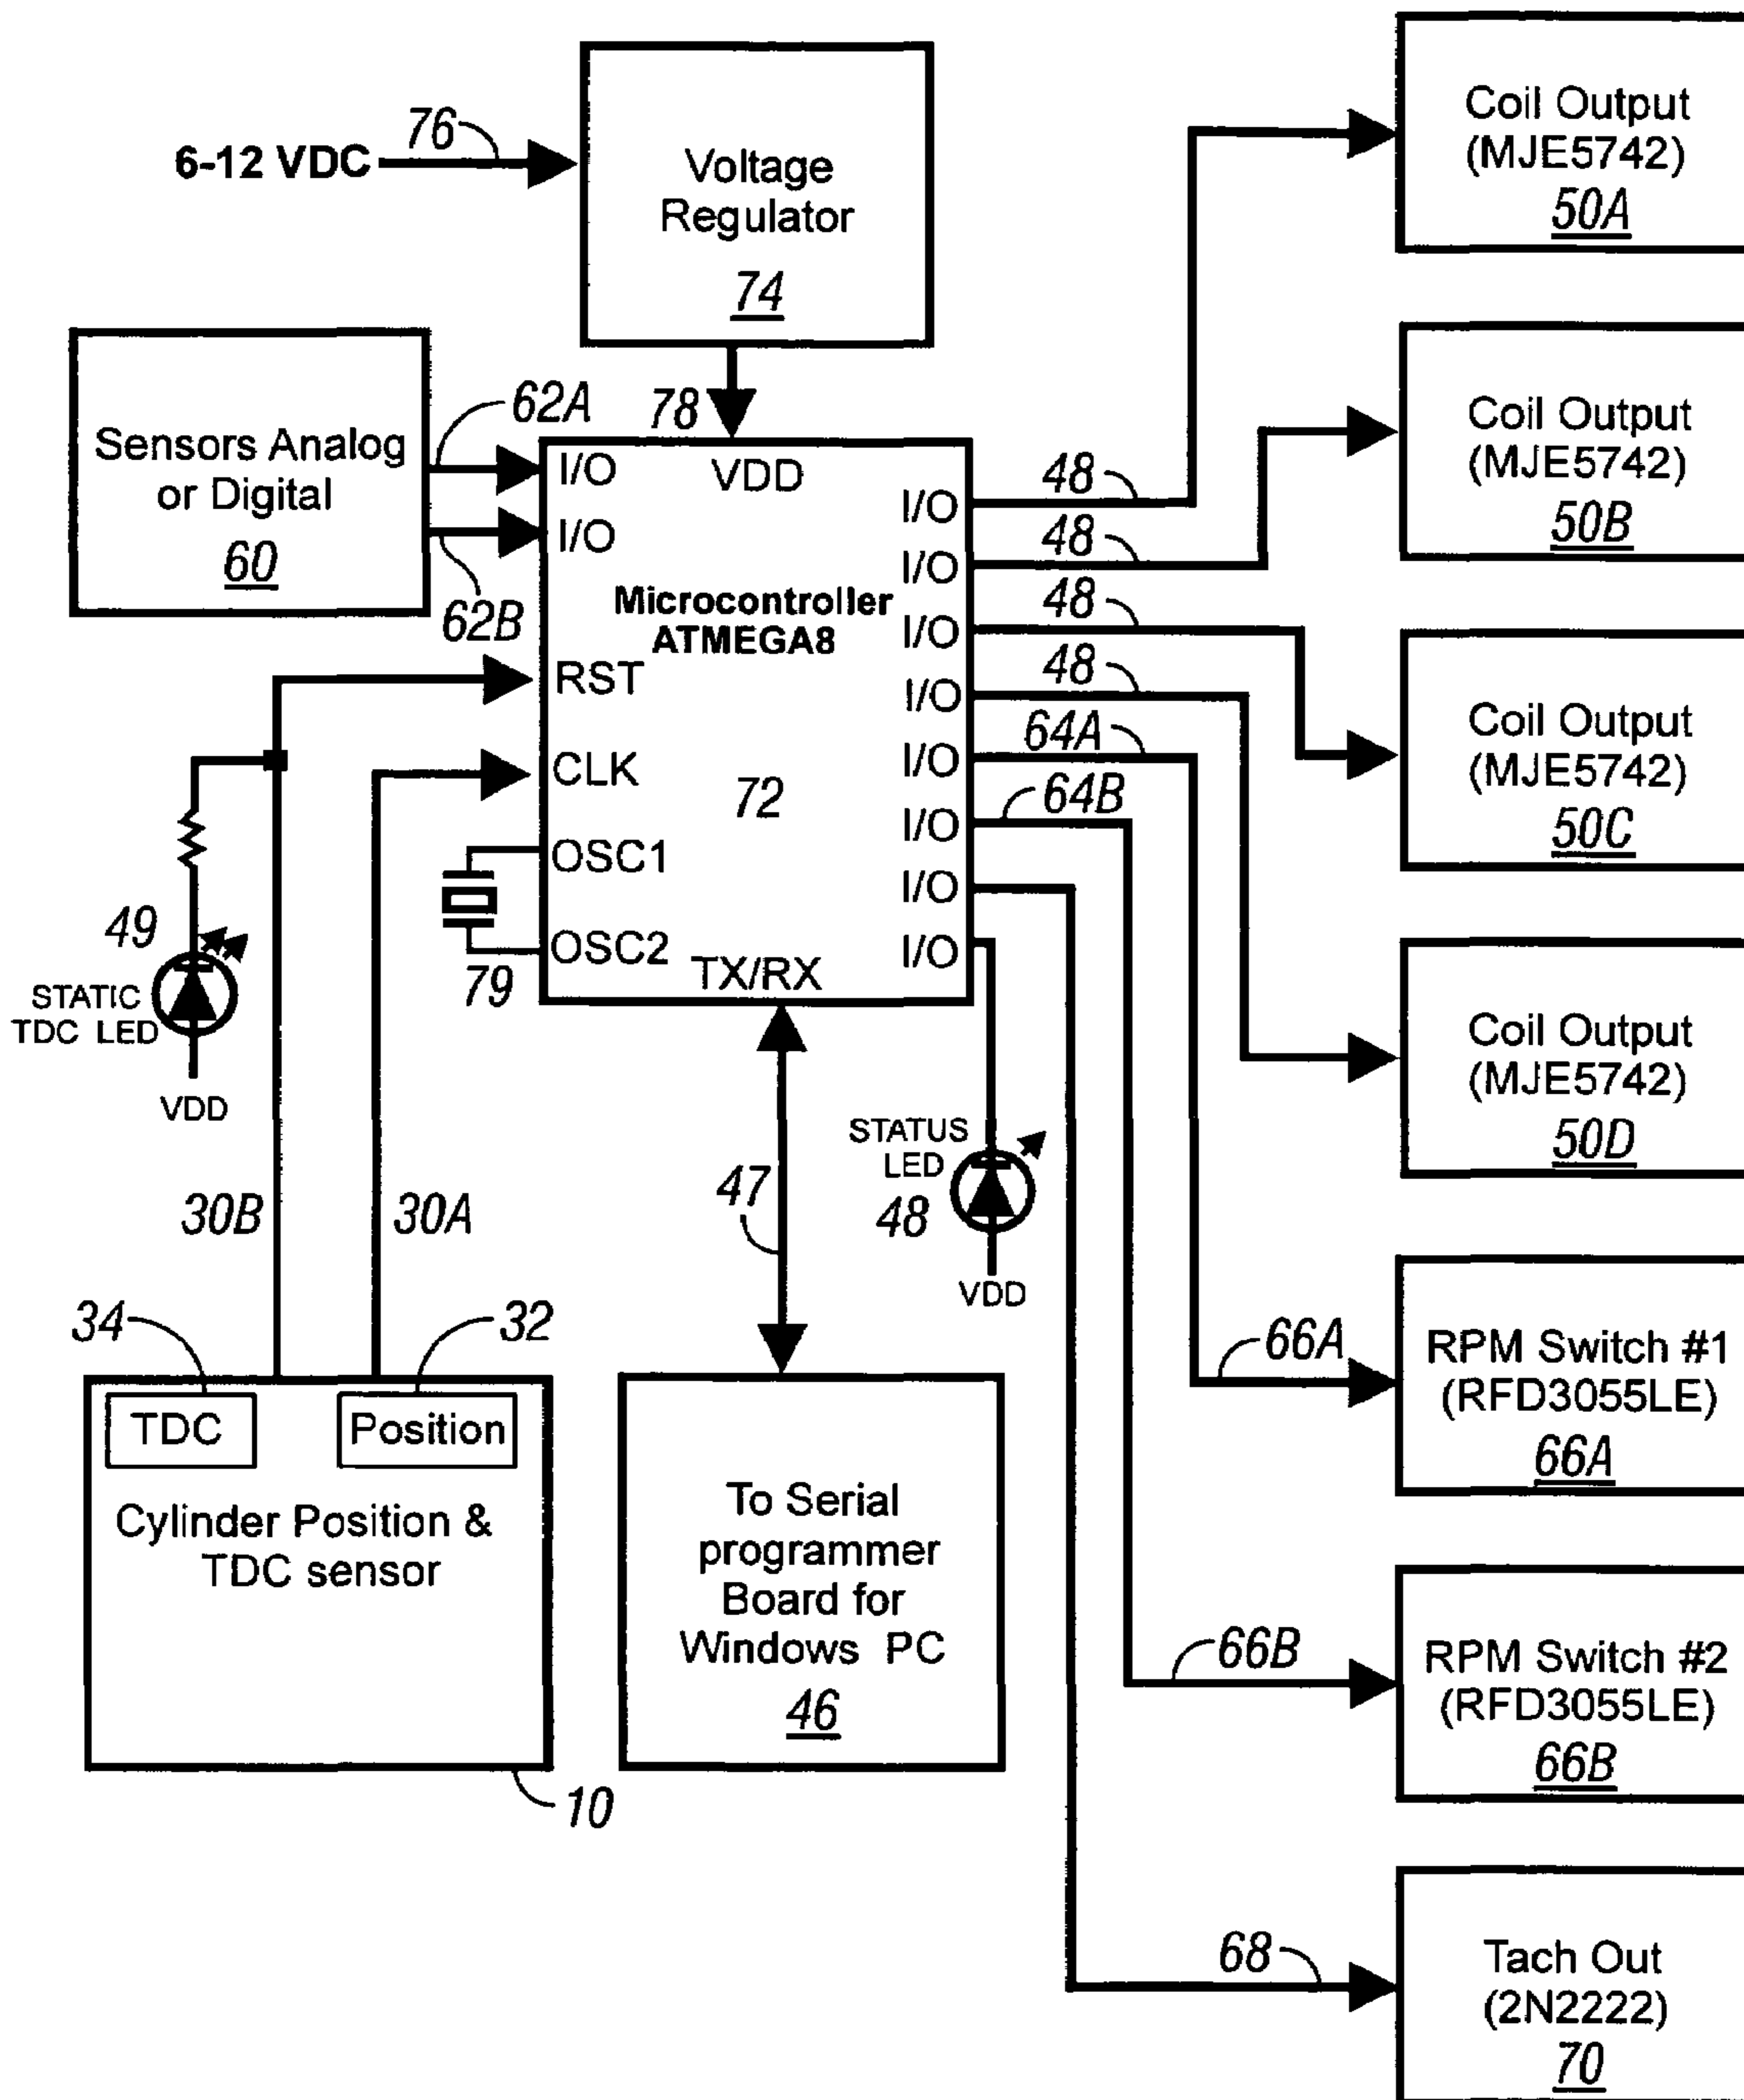 6-12 VDC
76
Voltage
Regulator
74
78
Sensors Analog
or Digital
60
62A
62B
VDD
I/O
I/O
RST
CLK
OSC1
OSC2
TX/RX
Microcontroller
ATMEGA8
72
I/O
I/O
I/O
I/O
I/O
I/O
I/O
I/O
48
48
48
48
64A
64B
79
49
STATIC
TDC LED
VDD
30B
30A
47
STATUS
LED
48
VDD
34
32
TDC
Position
Cylinder Position &
TDC sensor
10
To Serial
programmer
Board for
Windows PC
46
66A
66B
68
Coil Output
(MJE5742)
50A
Coil Output
(MJE5742)
50B
Coil Output
(MJE5742)
50C
Coil Output
(MJE5742)
50D
RPM Switch #1
(RFD3055LE)
66A
RPM Switch #2
(RFD3055LE)
66B
Tach Out
(2N2222)
70